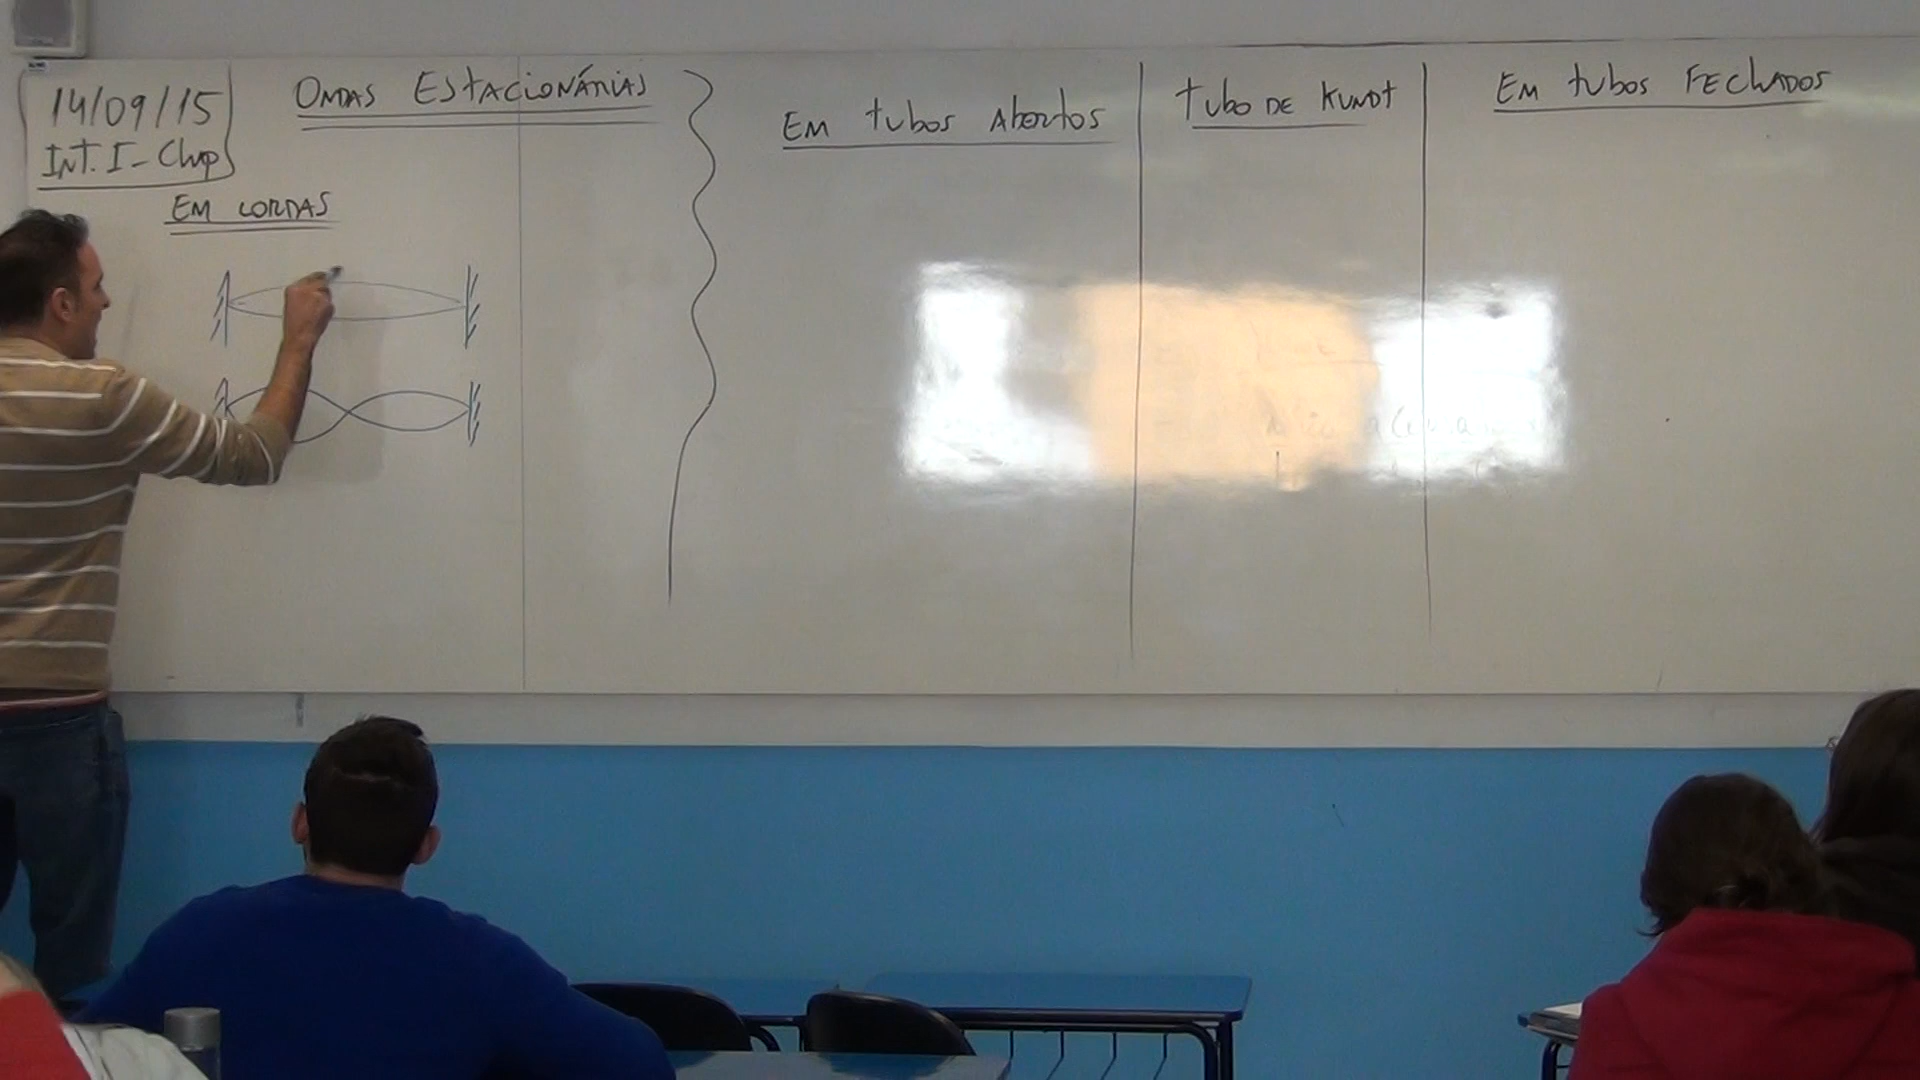 14/09/15
INT. I - Chap
ONDAS ESTACIONÁRIAS
EM CORDAS
EM tubos Abertos
tubo DE KUNDT
EM tubos FEChADOS